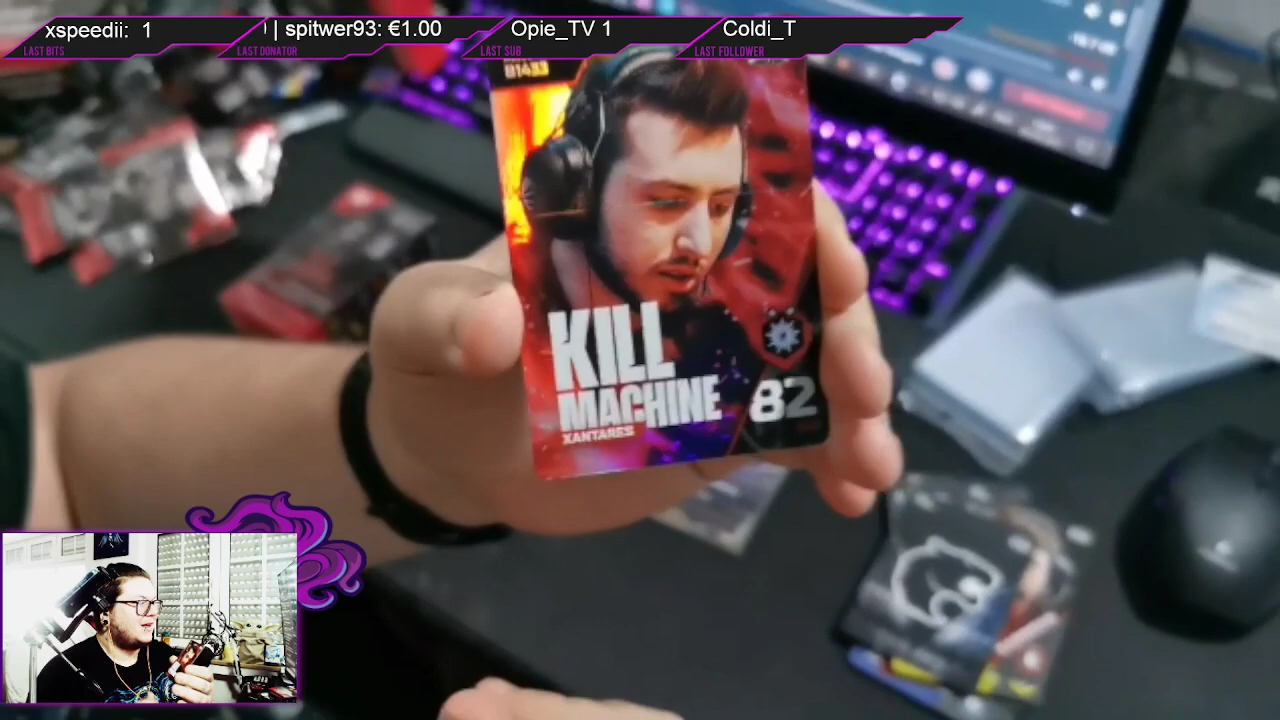 xspeedii: 1
| spitwer93: €1.00
Opie_TV 1
Coldi_T
LAST BITS
LAST DONATOR
LAST SUB
LAST FOLLOWER
B1433
KILL
MACHINE
XANTARES
82